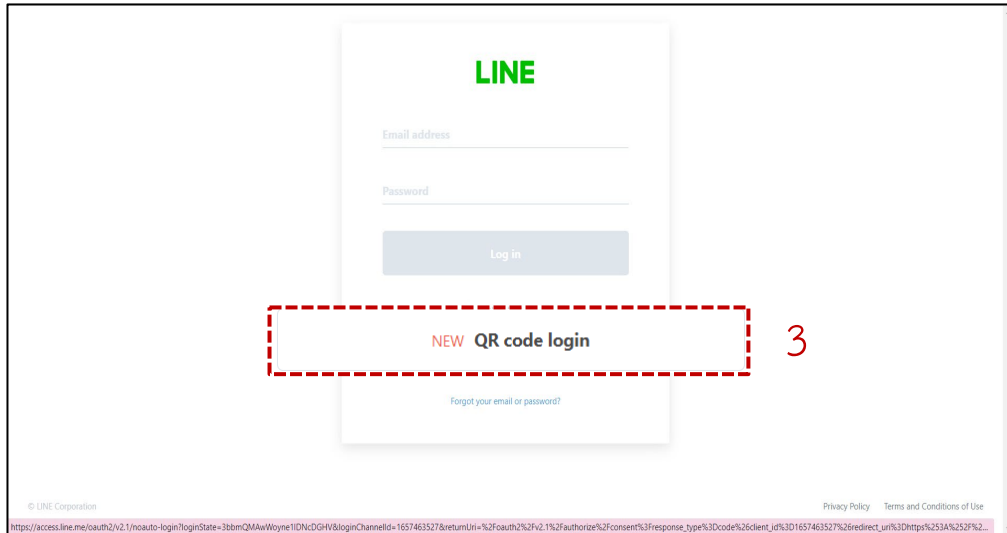 LINE
Email address
Password
Log in
NEW QR code login
3
Forgot your email or password?
© LINE Corporation
Privacy Policy Terms and Conditions of Use
https://access.line.me/oauth2/v2.1/noauto-login?loginState=3bbmQMAwWoyne1lDNcDGHV&loginChannelId=1657463527&returnUri=%2Foauth2%2Fv2.1%2Fauthorize%2Fconsent%3Fresponse_type%3Dcode%26client_id%3D1657463527%26redirect_uri%3Dhttps%253A%252F%2...